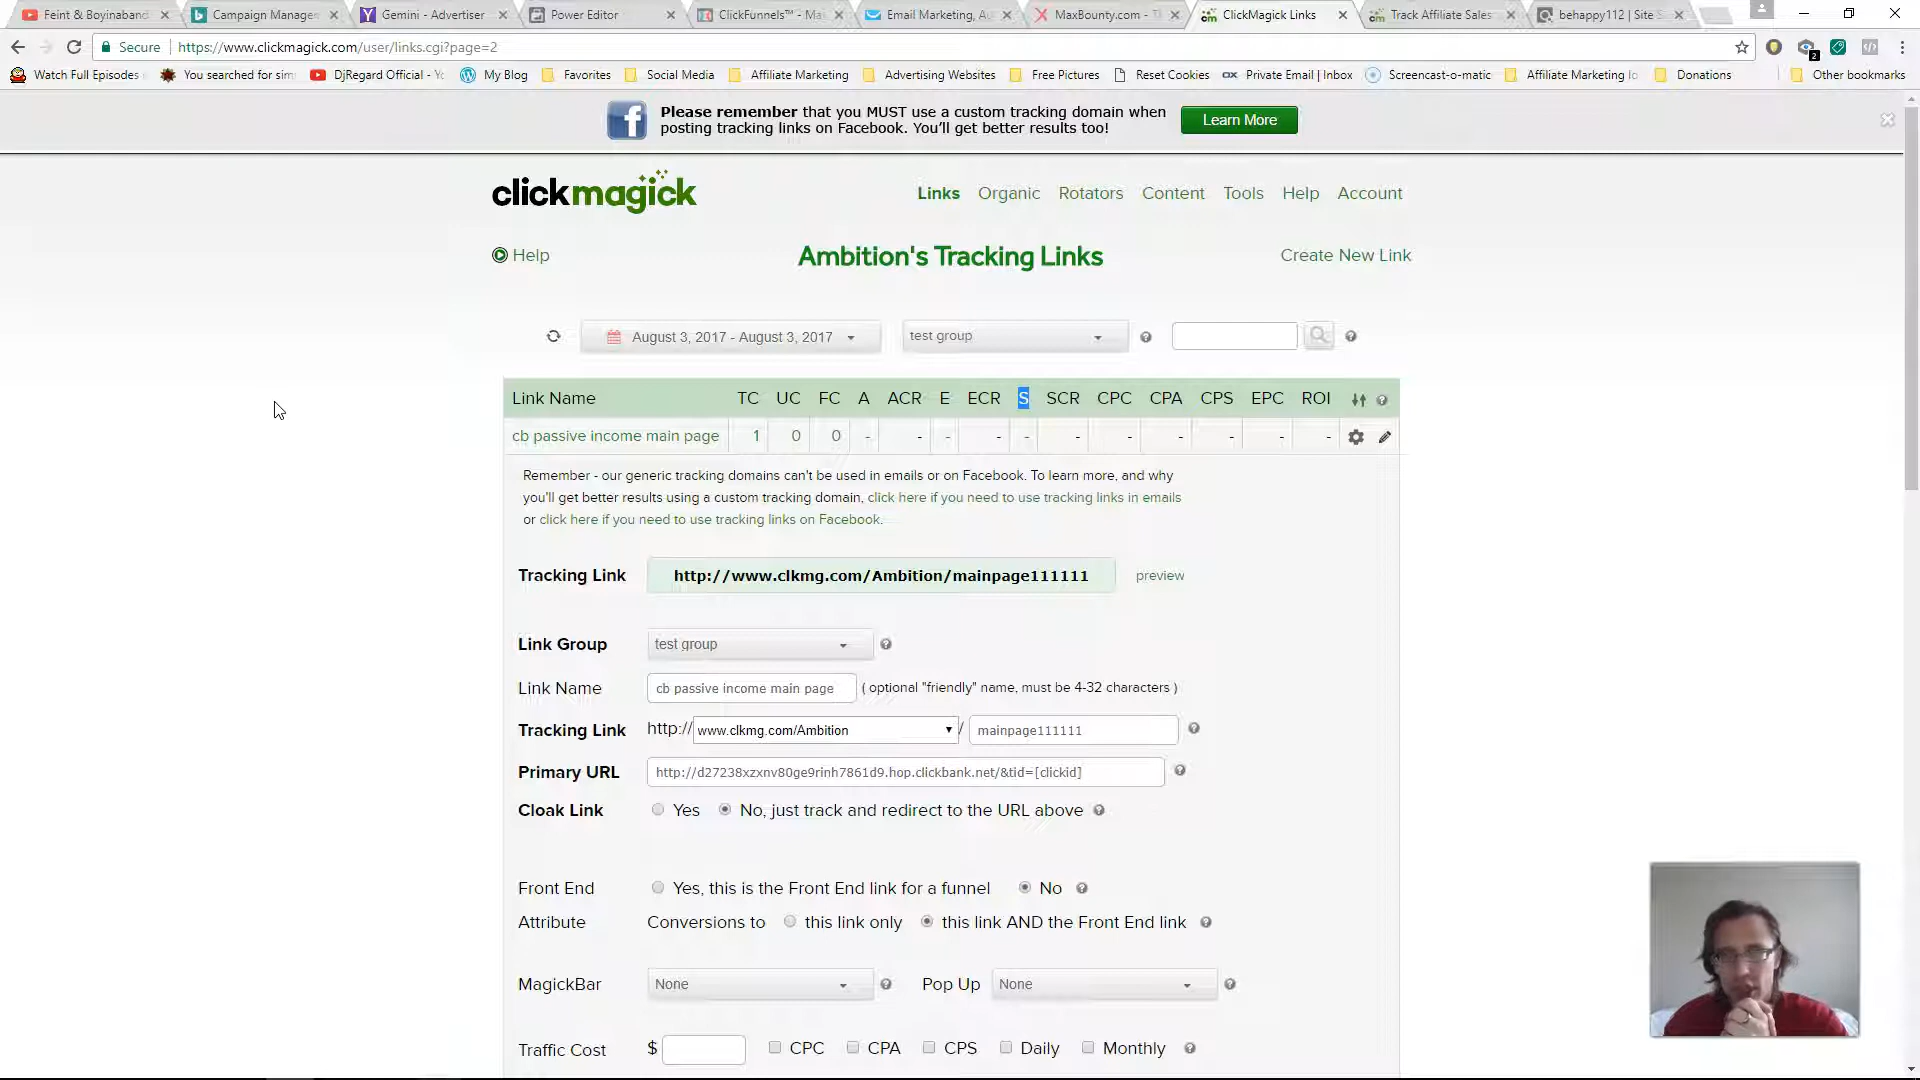 Feint & Boyinaband
Campaign Manage
Gemini - Advertiser
Power Editor
ClickFunnels™ - Ma
Email Marketing, A
MaxBounty.com - T
ClickMagick Links
Track Affiliate Sales
behappy112 | Site S
Secure
https://www.clickmagick.com/user/links.cgi?page=2
2
Watch Full Episodes
You searched for sim
DjRegard Official - Yo
My Blog
Favorites
Social Media
Affiliate Marketing
Advertising Websites
Free Pictures
Reset Cookies
Private Email | Inbox
Screencast-o-matic
Affiliate Marketing Io
Donations
Other bookmarks
Please remember that you MUST use a custom tracking domain when
posting tracking links on Facebook. You'll get better results too!
Learn More
clickmagick
Links Organic Rotators Content Tools Help Account
Help
Ambition's Tracking Links
Create New Link
August 3, 2017 - August 3, 2017
test group
Link Name TC UC FC A ACR E ECR S SCR CPC CPA CPS EPC ROI
cb passive income main page 1 0 0 - - - - - - - - - - -
Remember - our generic tracking domains can't be used in emails or on Facebook. To learn more, and why
you'll get better results using a custom tracking domain, click here if you need to use tracking links in emails
or click here if you need to use tracking links on Facebook.
Tracking Link http://www.clkmg.com/Ambition/mainpage111111 preview
Link Group test group
Link Name cb passive income main page ( optional "friendly" name, must be 4-32 characters )
Tracking Link http:// www.clkmg.com/Ambition / mainpage111111
Primary URL http://d27238xzxnv80ge9rinh7861d9.hop.clickbank.net/&tid=[clickid]
Cloak Link Yes No, just track and redirect to the URL above
Front End Yes, this is the Front End link for a funnel No
Attribute Conversions to this link only this link AND the Front End link
MagickBar None Pop Up None
Traffic Cost $ CPC CPA CPS Daily Monthly